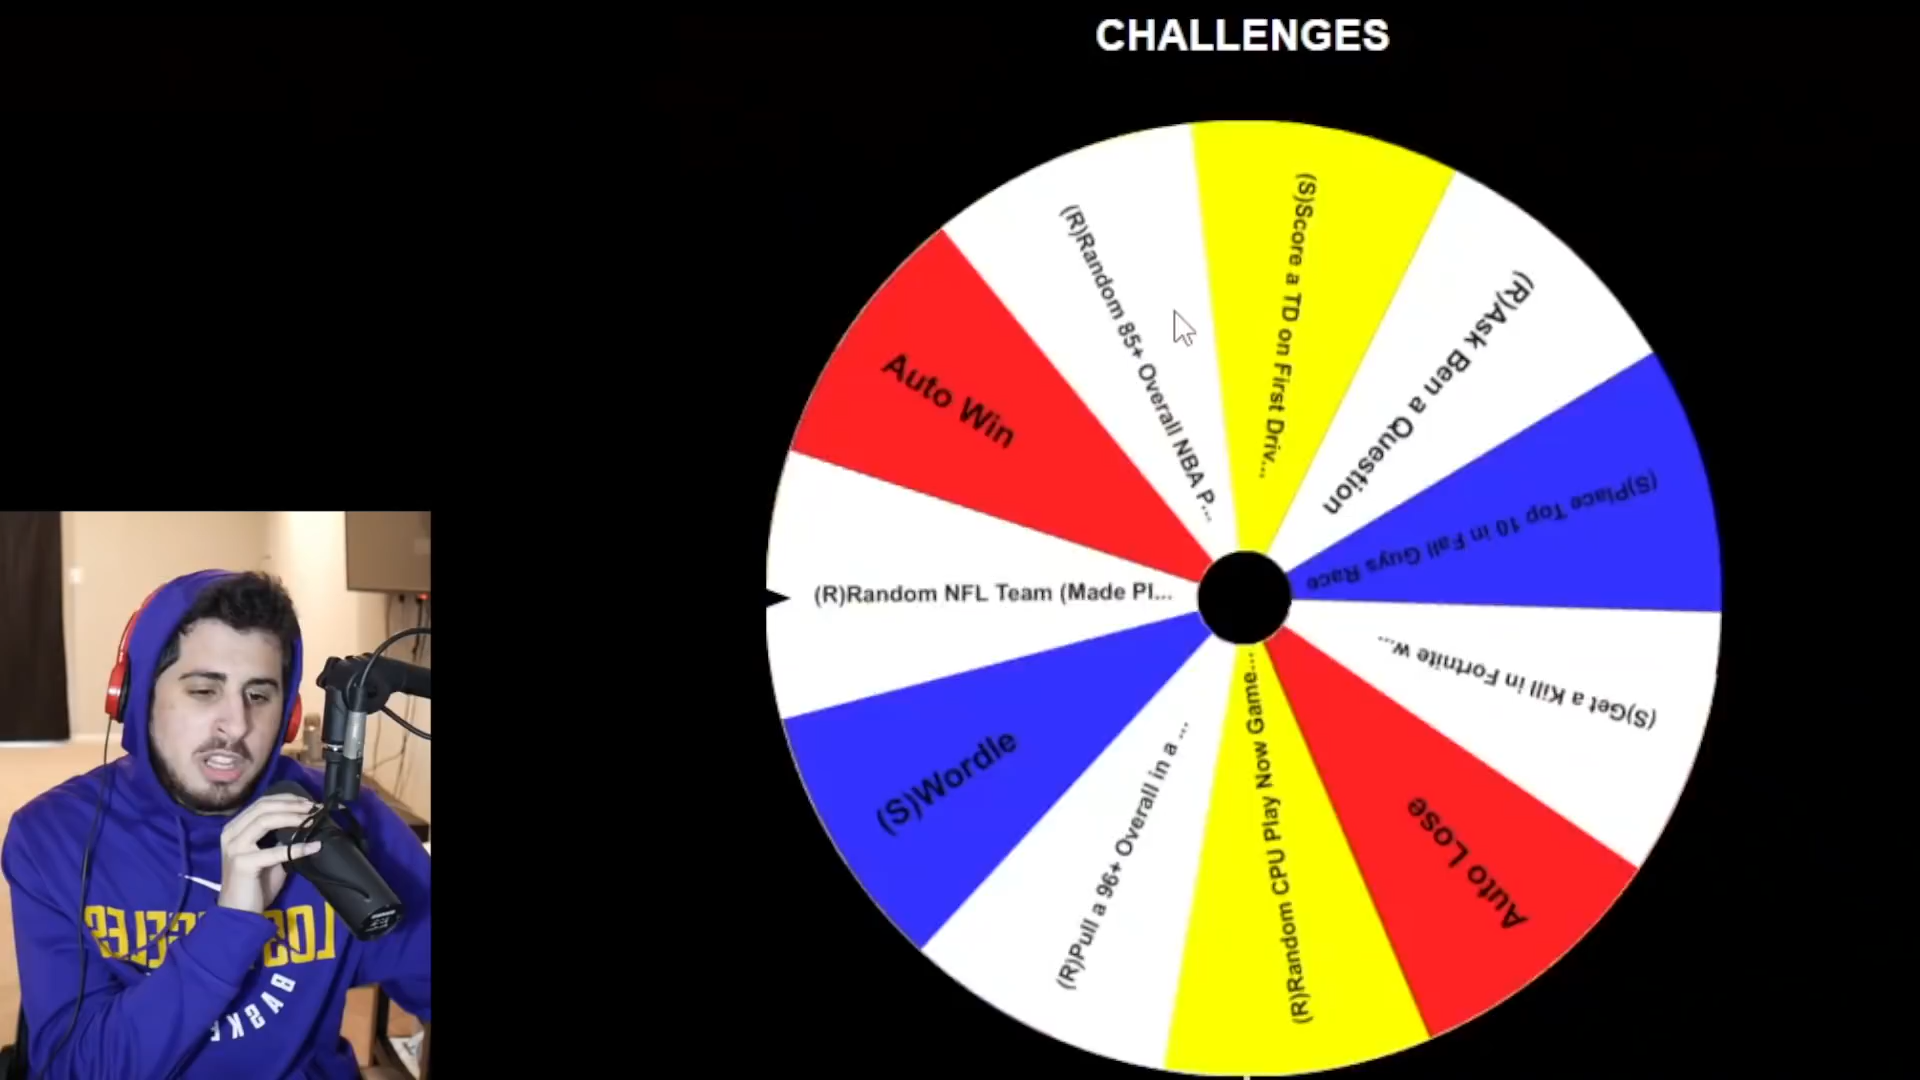 CHALLENGES
(S)Score a TD on First Driv...
(R)Ask Ben a Question
(S)Place Top 10 in Fall Guys Race
(S)Get a Kill in Fortnite w...
Auto Lose
(R)Random CPU Play Now Game...
(R)Pull a 96+ Overall in a ...
(S)Wordle
(R)Random NFL Team (Made Pl...
Auto Win
(R)Random 85+ Overall NBA P...
LOS